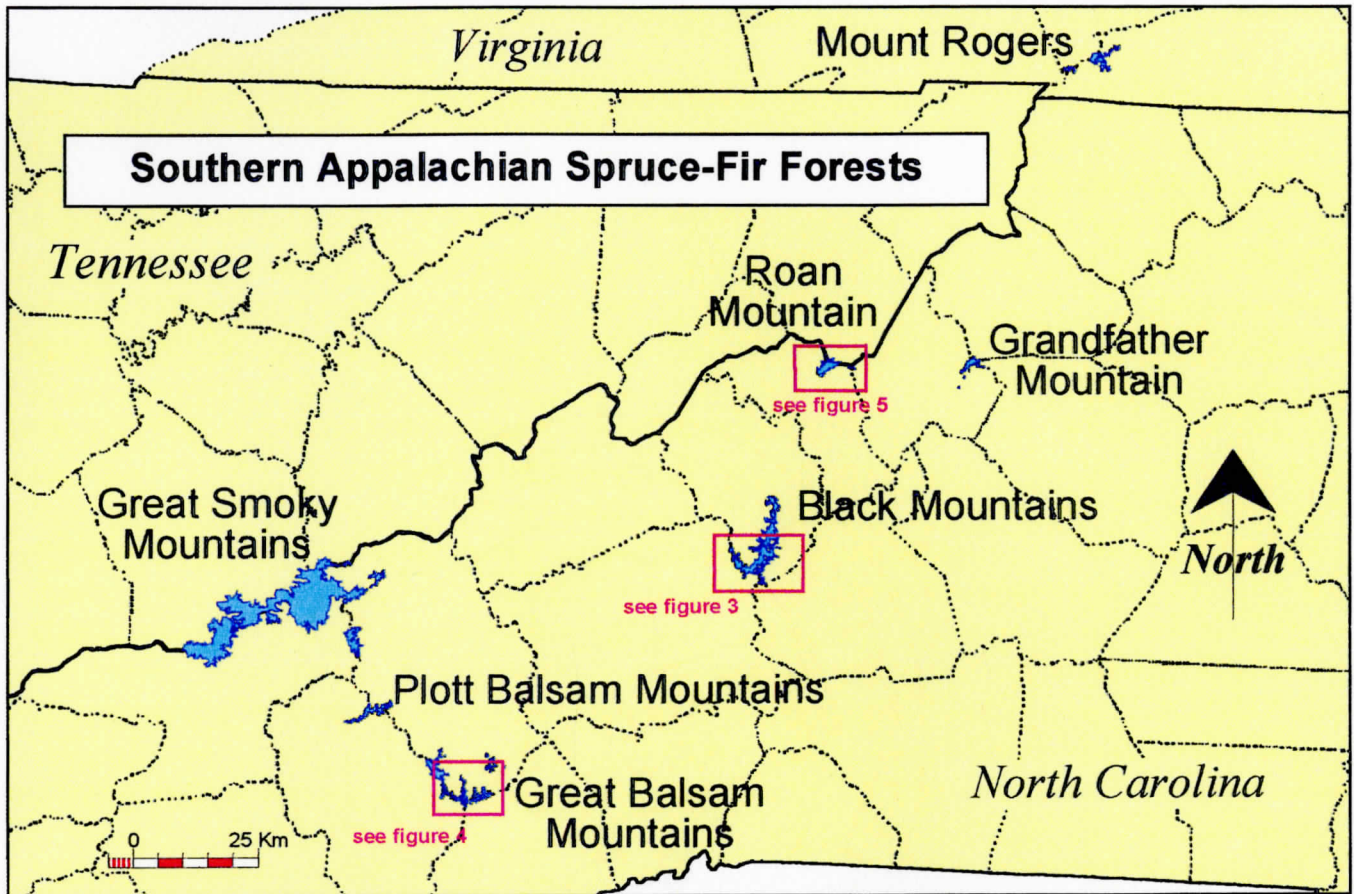 Virginia
Mount Rogers
Southern Appalachian Spruce-Fir Forests
Tennessee
Roan
Mountain
Grandfather
Mountain
see figure 5
Great Smoky
Mountains
Black Mountains
North
see figure 3
Plott Balsam Mountains
Great Balsam
Mountains
North Carolina
see figure 4
0 25 Km